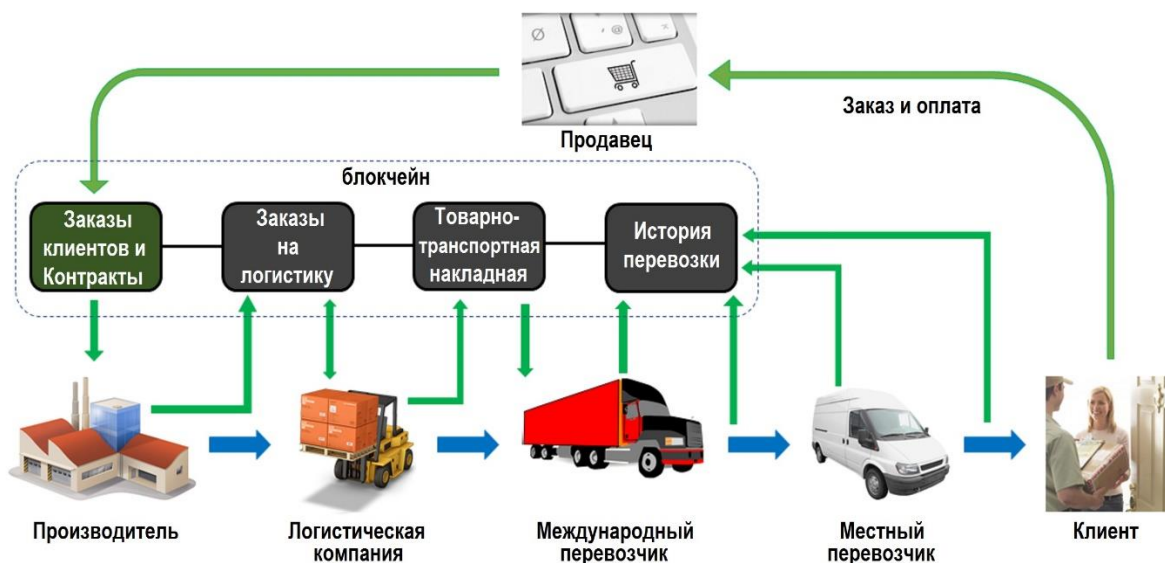 Продавец
Заказ и оплата
блокчейн
Заказы
клиентов и
Контракты
Заказы
на
логистику
Товарно-
транспортная
накладная
История
перевозки
Производитель
Логистическая
компания
Международный
перевозчик
Местный
перевозчик
Клиент